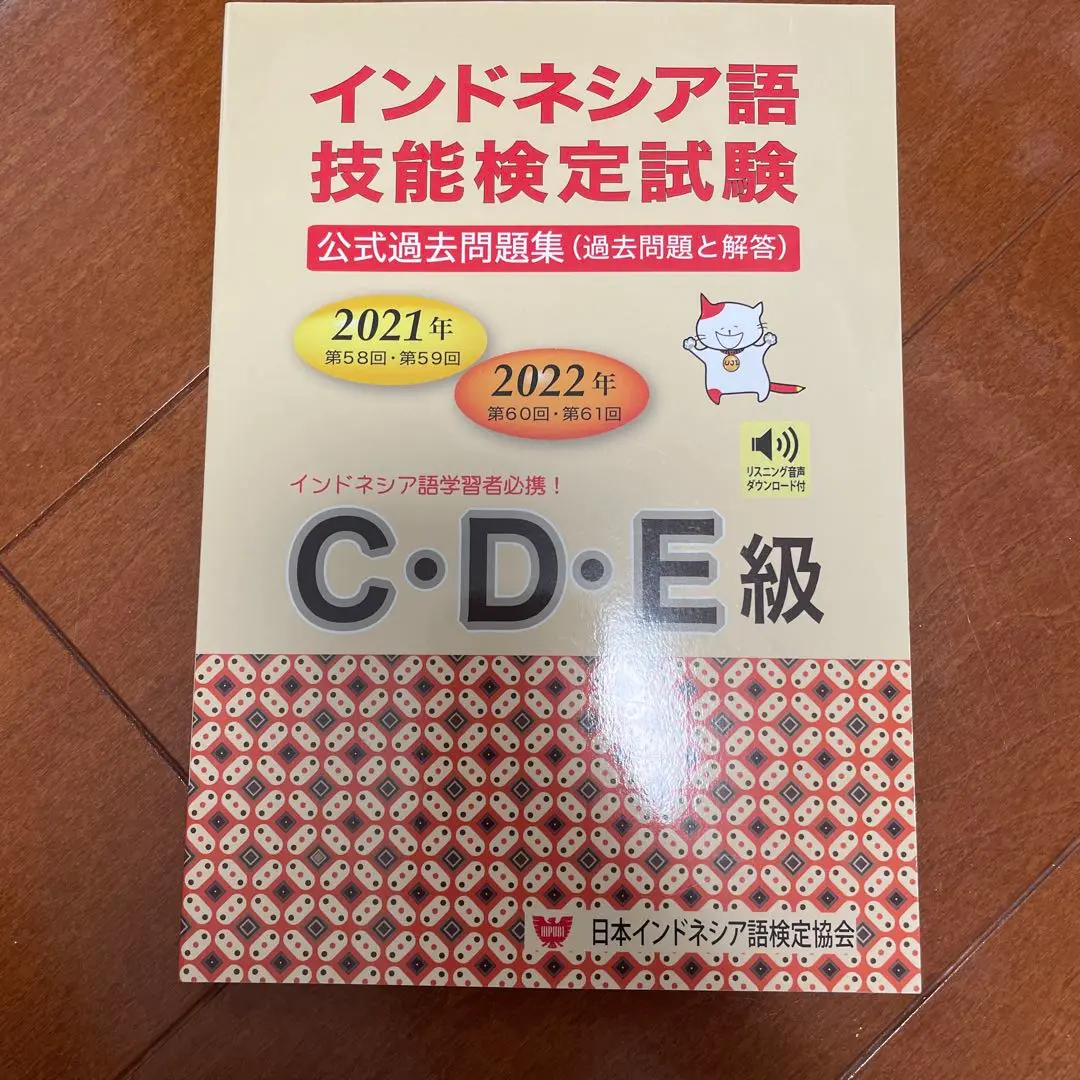 インドネシア語
技能検定試験
公式過去問題集(過去問題と解答)
2021年
第58回・第59回
2022年
第60回・第61回
UJI
リスニング音声
ダウンロード付
インドネシア語学習者必携!
C・D・E級
日本インドネシア語検定協会